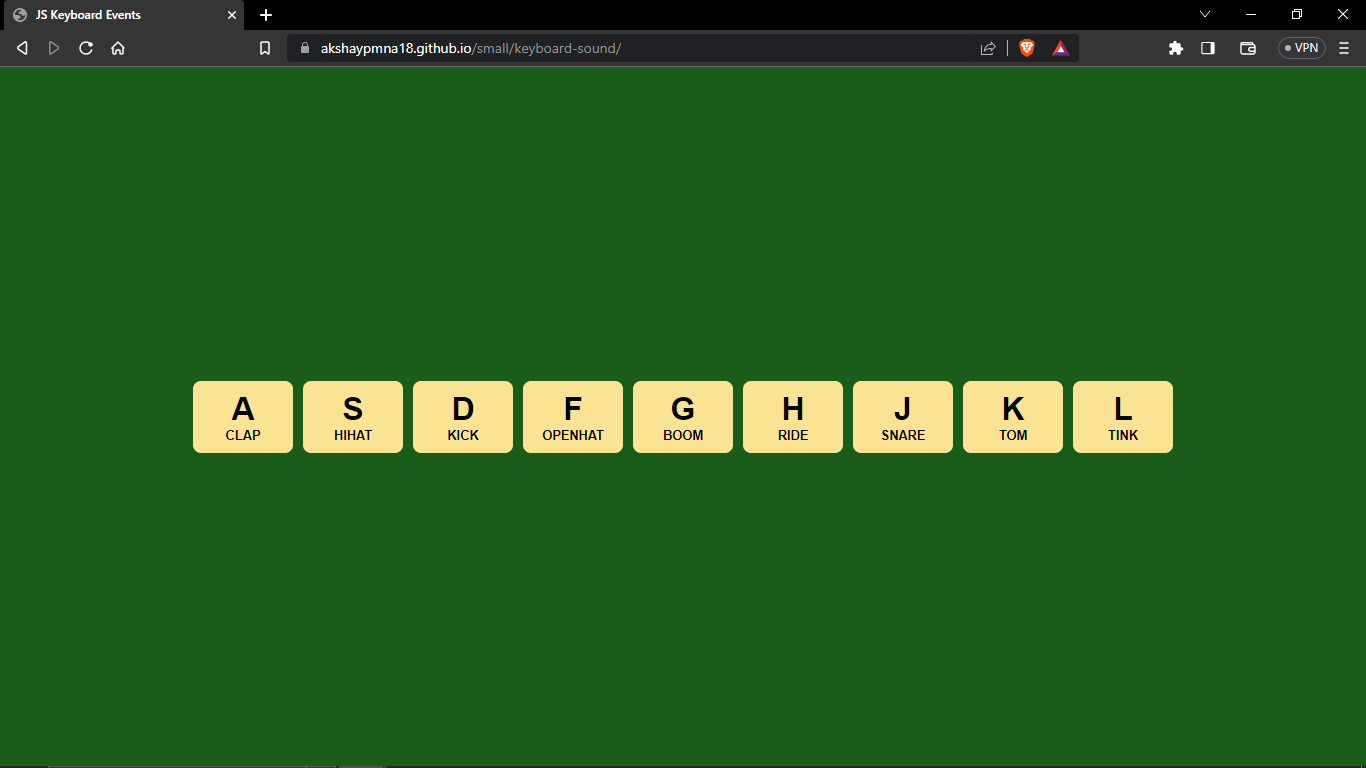 JS Keyboard Events
akshaypmna18.github.io/small/keyboard-sound/
VPN
A S D F G H J K L
CLAP HIHAT KICK OPENHAT BOOM RIDE SNARE TOM TINK